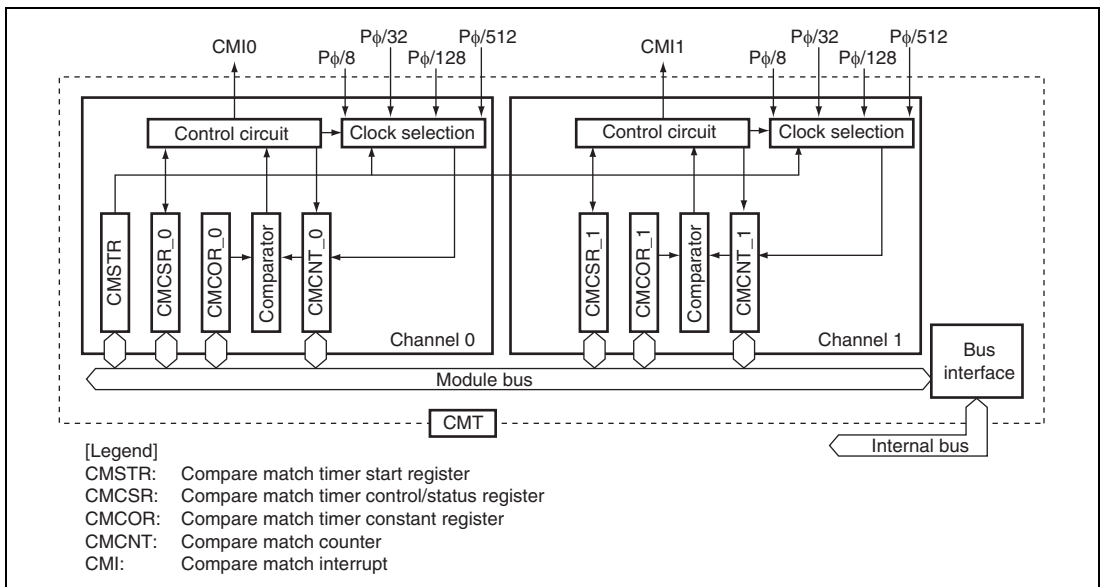 CMI0
Pϕ/8
Pϕ/32
Pϕ/128
Pϕ/512
CMI1
Pϕ/8
Pϕ/32
Pϕ/128
Pϕ/512
Control circuit
Clock selection
Control circuit
Clock selection
CMSTR
CMCSR_0
CMCOR_0
Comparator
CMCNT_0
CMCSR_1
CMCOR_1
Comparator
CMCNT_1
Channel 0
Channel 1
Module bus
Bus
interface
CMT
Internal bus
[Legend]
CMSTR: Compare match timer start register
CMCSR: Compare match timer control/status register
CMCOR: Compare match timer constant register
CMCNT: Compare match counter
CMI: Compare match interrupt